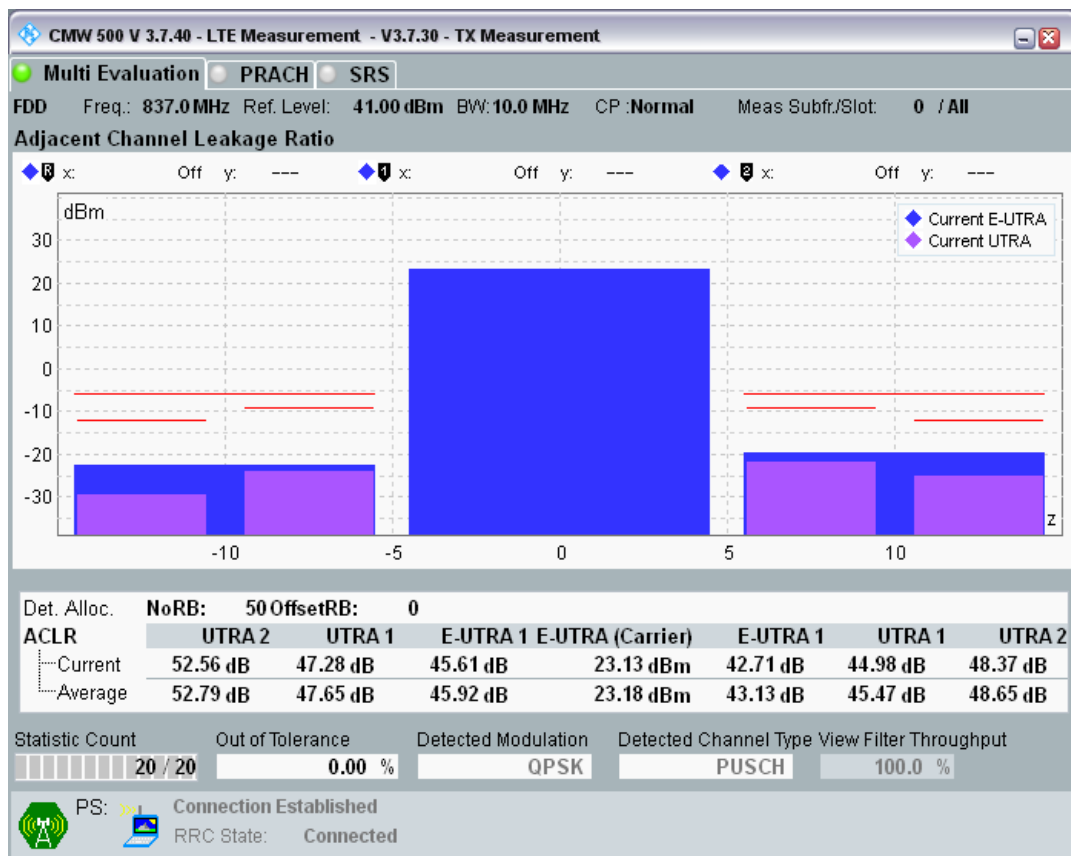 CMW 500 V 3.7.40 - LTE Measurement - V3.7.30 - TX Measurement
Multi Evaluation PRACH SRS
FDD Freq.: 837.0 MHz Ref. Level: 41.00 dBm BW: 10.0 MHz CP :Normal Meas Subfr./Slot: 0 / All
Adjacent Channel Leakage Ratio
R x: Off y: --- 1 x: Off y: --- 2 x: Off y: ---
dBm
Current E-UTRA
Current UTRA
30
20
10
0
-10
-20
-30
z
-10 -5 0 5 10
Det. Alloc. NoRB: 50 OffsetRB: 0
ACLR UTRA 2 UTRA 1 E-UTRA 1 E-UTRA (Carrier) E-UTRA 1 UTRA 1 UTRA 2
Current 52.56 dB 47.28 dB 45.61 dB 23.13 dBm 42.71 dB 44.98 dB 48.37 dB
Average 52.79 dB 47.65 dB 45.92 dB 23.18 dBm 43.13 dB 45.47 dB 48.65 dB
Statistic Count Out of Tolerance Detected Modulation Detected Channel Type View Filter Throughput
20 / 20 0.00 % QPSK PUSCH 100.0 %
PS: Connection Established
RRC State: Connected